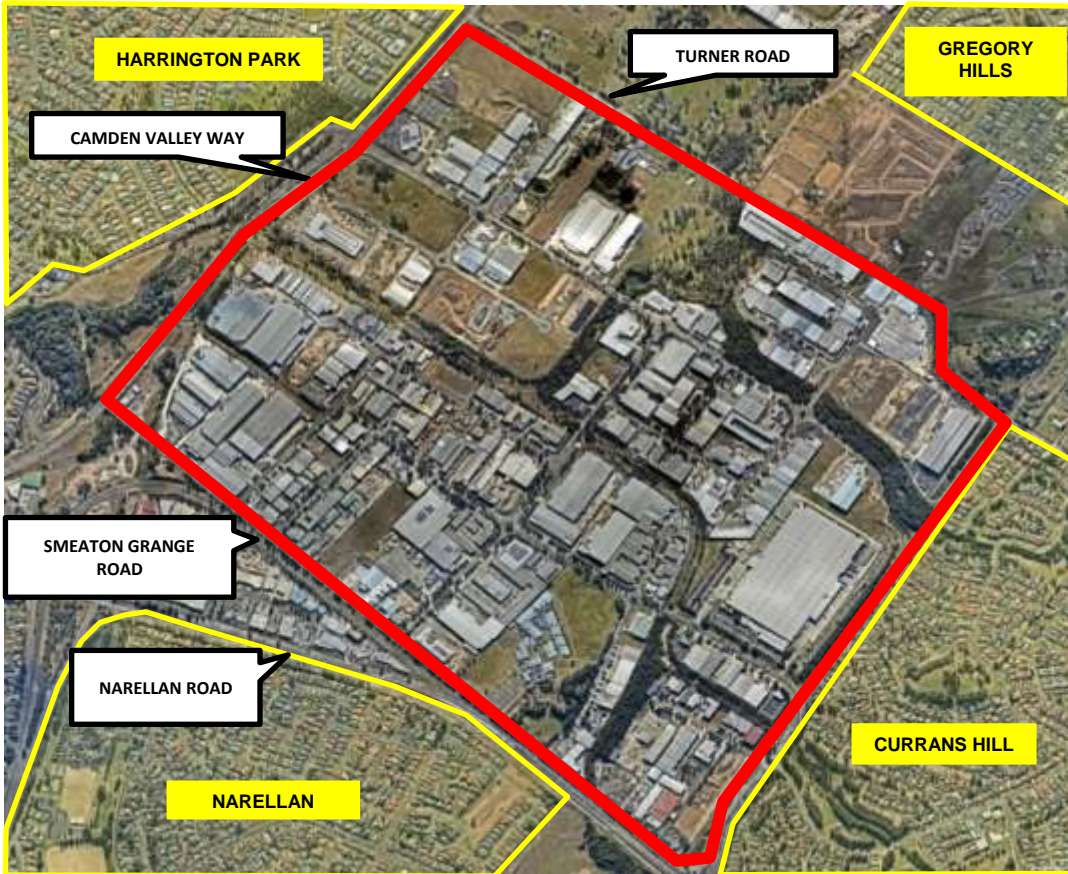 HARRINGTON PARK
TURNER ROAD
GREGORY
HILLS
CAMDEN VALLEY WAY
SMEATON GRANGE
ROAD
NARELLAN ROAD
CURRANS HILL
NARELLAN